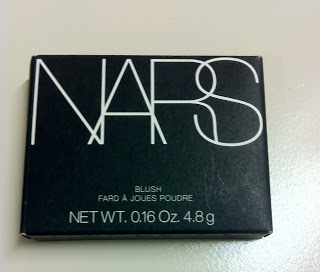 NARS
BLUSH
FARD À JOUES POUDRE
NET WT. 0.16 Oz. 4.8 g